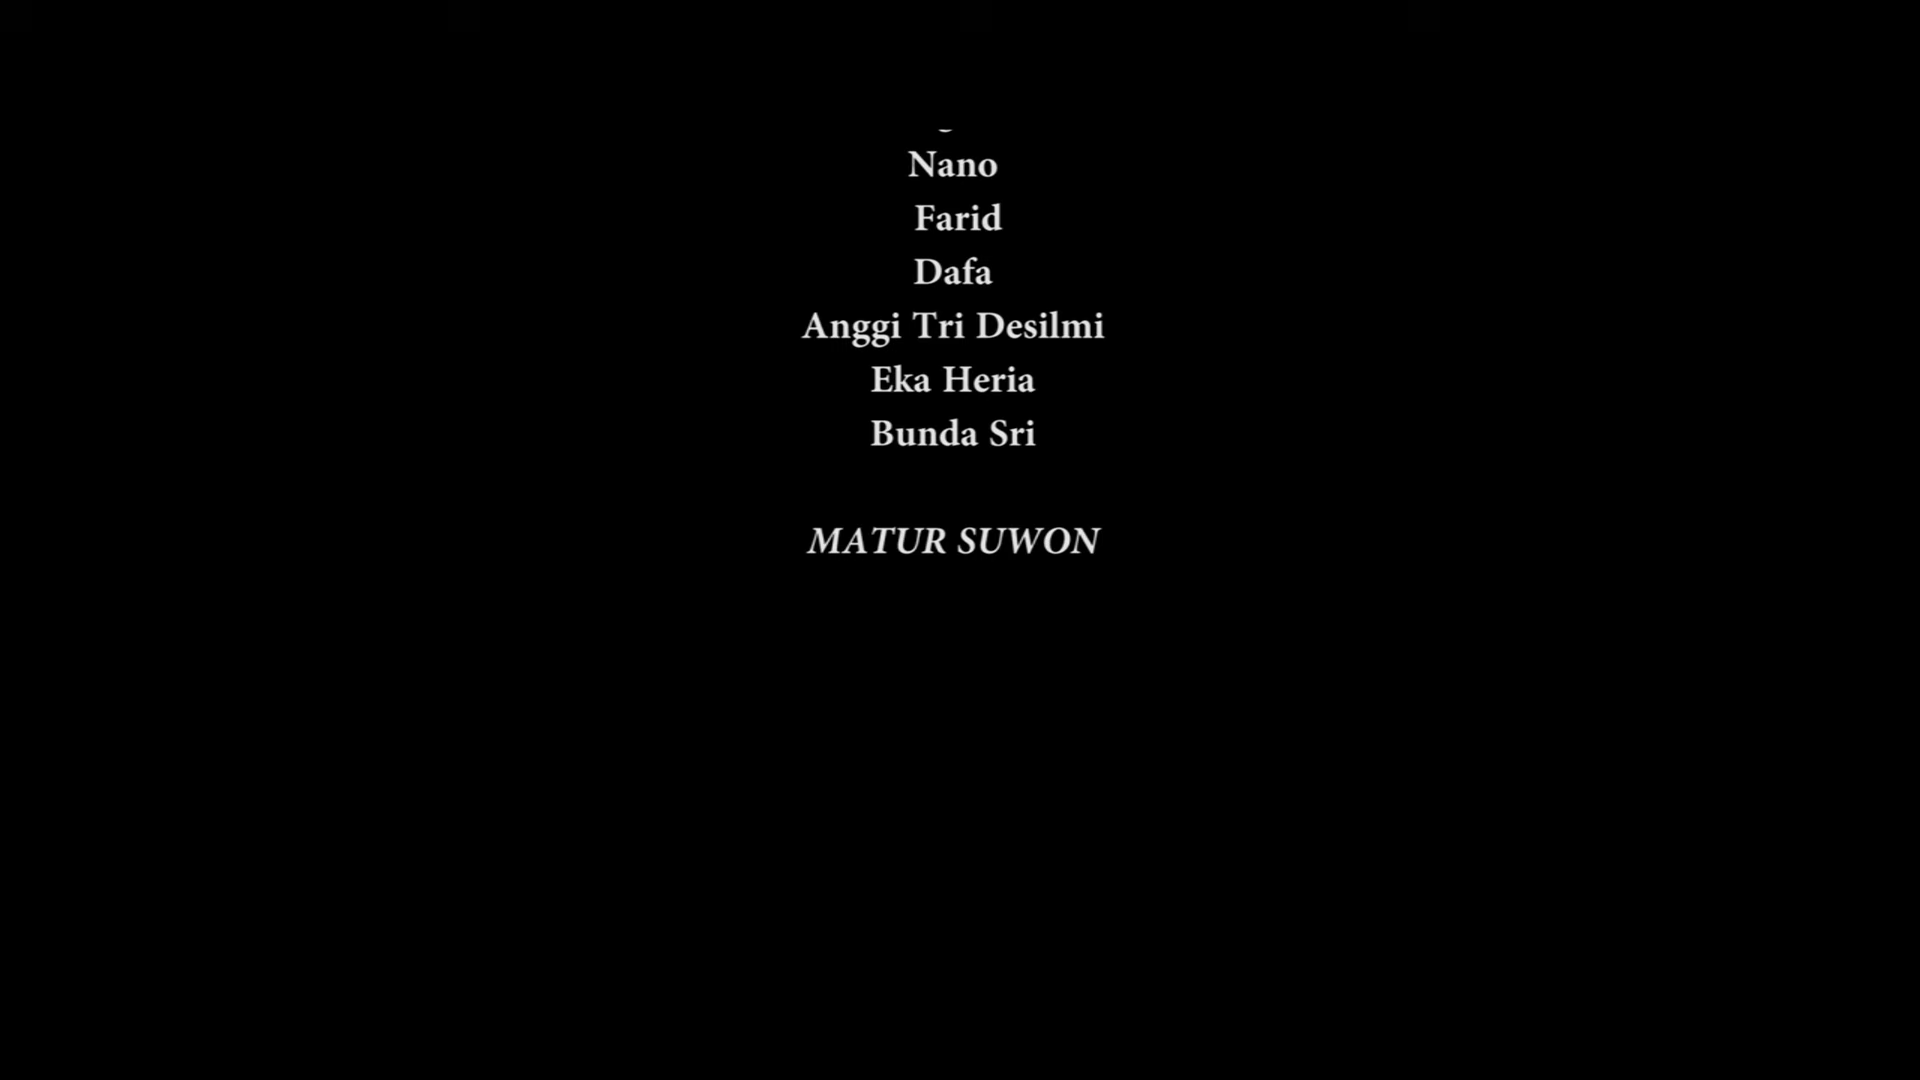 Nano
Farid
Dafa
Anggi Tri Desilmi
Eka Heria
Bunda Sri
MATUR SUWON